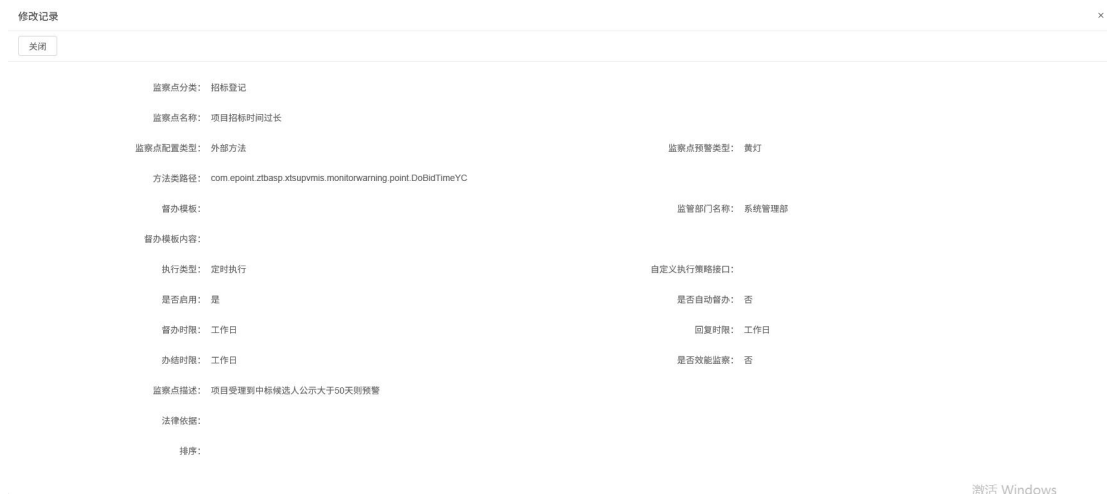 修改记录 ×
关闭
监察点分类： 招标登记
监察点名称： 项目招标时间过长
监察点配置类型： 外部方法 监察点预警类型： 黄灯
方法类路径： com.epoint.ztbasp.xtsupvmis.monitorwarning.point.DoBidTimeYC
督办模板： 监管部门名称： 系统管理部
督办模板内容：
执行类型： 定时执行 自定义执行策略接口：
是否启用： 是 是否自动督办： 否
督办时限： 工作日 回复时限： 工作日
办结时限： 工作日 是否效能监察： 否
监察点描述： 项目受理到中标候选人公示大于50天则预警
法律依据：
排序：
激活 Windows